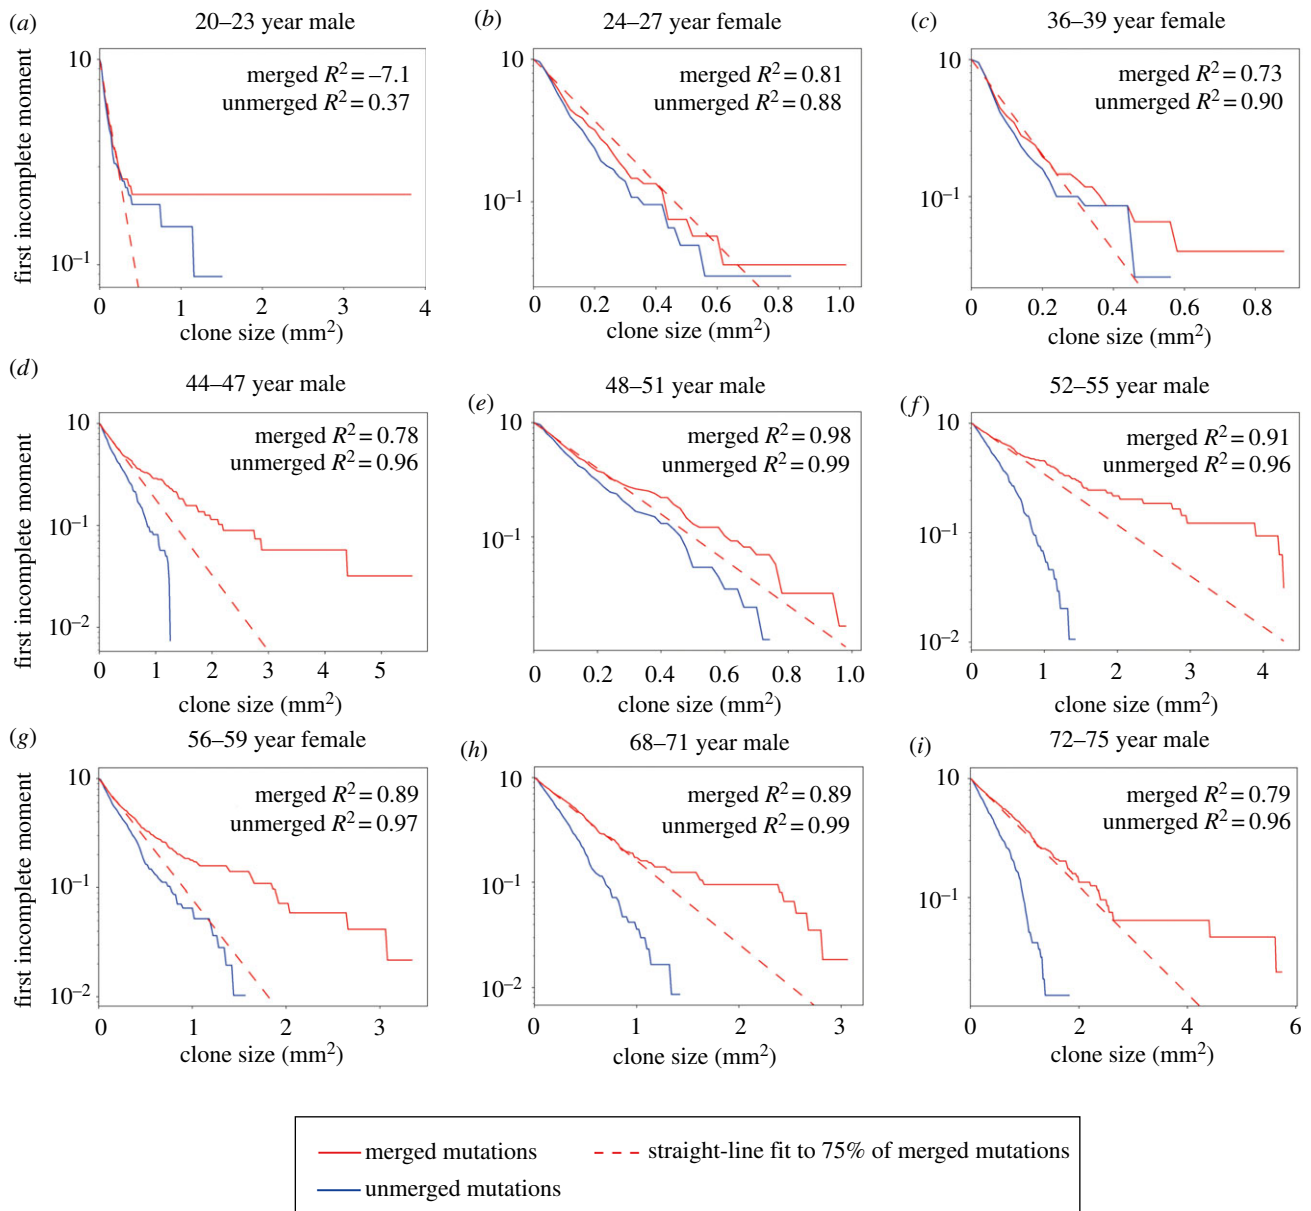 (a) 20–23 year male
10
10⁻¹
first incomplete moment
merged R² = –7.1
unmerged R² = 0.37
0 1 2 3 4
clone size (mm²)
(b) 24–27 year female
10
10⁻¹
merged R² = 0.81
unmerged R² = 0.88
0 0.2 0.4 0.6 0.8 1.0
clone size (mm²)
(c) 36–39 year female
10
10⁻¹
merged R² = 0.73
unmerged R² = 0.90
0 0.2 0.4 0.6 0.8
clone size (mm²)
(d) 44–47 year male
10
10⁻¹
10⁻²
first incomplete moment
merged R² = 0.78
unmerged R² = 0.96
0 1 2 3 4 5
clone size (mm²)
(e) 48–51 year male
10
10⁻¹
merged R² = 0.98
unmerged R² = 0.99
0 0.2 0.4 0.6 0.8 1.0
clone size (mm²)
(f) 52–55 year male
10
10⁻¹
10⁻²
merged R² = 0.91
unmerged R² = 0.96
0 1 2 3 4
clone size (mm²)
(g) 56–59 year female
10
10⁻¹
10⁻²
first incomplete moment
merged R² = 0.89
unmerged R² = 0.97
0 1 2 3
clone size (mm²)
(h) 68–71 year male
10
10⁻¹
10⁻²
merged R² = 0.89
unmerged R² = 0.99
0 1 2 3
clone size (mm²)
(i) 72–75 year male
10
10⁻¹
merged R² = 0.79
unmerged R² = 0.96
0 2 4 6
clone size (mm²)
merged mutations
straight-line fit to 75% of merged mutations
unmerged mutations